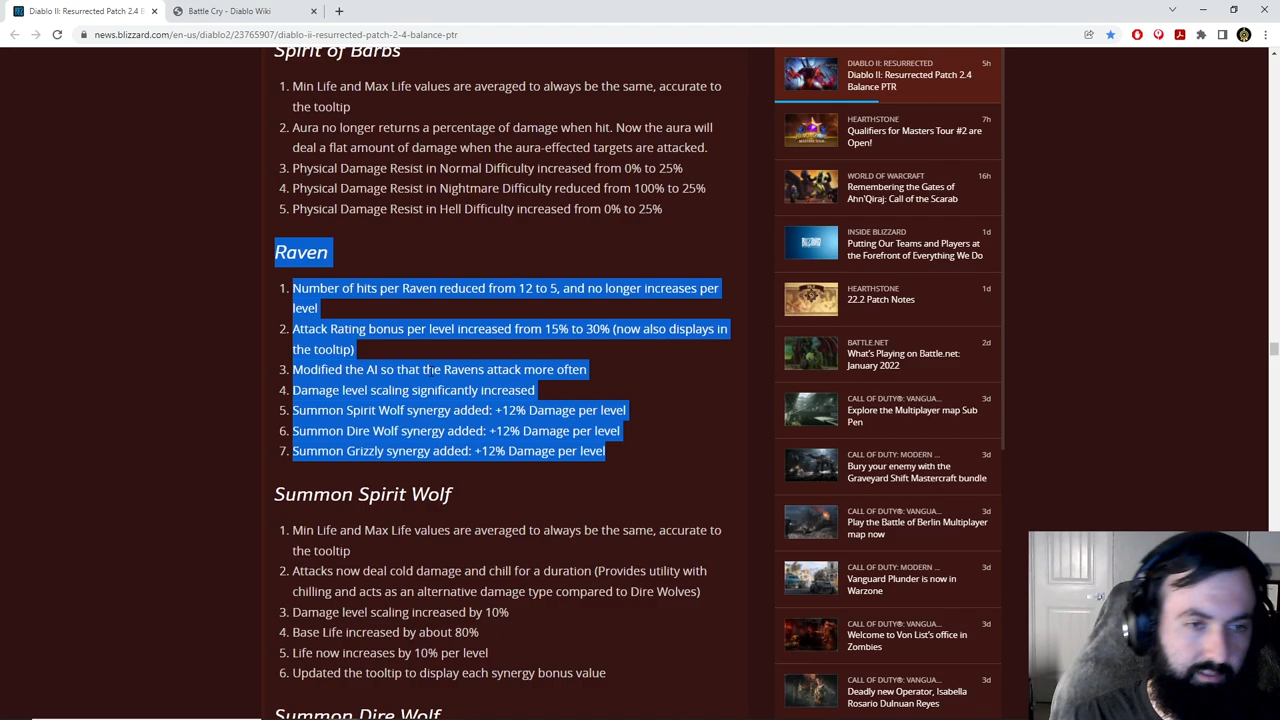 Diablo II: Resurrected Patch 2.4 B
Battle Cry - Diablo Wiki
news.blizzard.com/en-us/diablo2/23765907/diablo-ii-resurrected-patch-2-4-balance-ptr
Spirit of Barbs
1. Min Life and Max Life values are averaged to always be the same, accurate to
the tooltip
2. Aura no longer returns a percentage of damage when hit. Now the aura will
deal a flat amount of damage when the aura-effected targets are attacked.
3. Physical Damage Resist in Normal Difficulty increased from 0% to 25%
4. Physical Damage Resist in Nightmare Difficulty reduced from 100% to 25%
5. Physical Damage Resist in Hell Difficulty increased from 0% to 25%
Raven
1. Number of hits per Raven reduced from 12 to 5, and no longer increases per
level
2. Attack Rating bonus per level increased from 15% to 30% (now also displays in
the tooltip)
3. Modified the AI so that the Ravens attack more often
4. Damage level scaling significantly increased
5. Summon Spirit Wolf synergy added: +12% Damage per level
6. Summon Dire Wolf synergy added: +12% Damage per level
7. Summon Grizzly synergy added: +12% Damage per level
Summon Spirit Wolf
1. Min Life and Max Life values are averaged to always be the same, accurate to
the tooltip
2. Attacks now deal cold damage and chill for a duration (Provides utility with
chilling and acts as an alternative damage type compared to Dire Wolves)
3. Damage level scaling increased by 10%
4. Base Life increased by about 80%
5. Life now increases by 10% per level
6. Updated the tooltip to display each synergy bonus value
Summon Dire Wolf
DIABLO II: RESURRECTED 5h
Diablo II: Resurrected Patch 2.4
Balance PTR
HEARTHSTONE 7h
Qualifiers for Masters Tour #2 are
Open!
WORLD OF WARCRAFT 16h
Remembering the Gates of
Ahn'Qiraj: Call of the Scarab
INSIDE BLIZZARD 1d
Putting Our Teams and Players at
the Forefront of Everything We Do
HEARTHSTONE 1d
22.2 Patch Notes
BATTLE.NET 2d
What's Playing on Battle.net:
January 2022
CALL OF DUTY®: VANGUA... 3d
Explore the Multiplayer map Sub
Pen
CALL OF DUTY: MODERN ... 3d
Bury your enemy with the
Graveyard Shift Mastercraft bundle
CALL OF DUTY®: VANGUA... 3d
Play the Battle of Berlin Multiplayer
map now
CALL OF DUTY: MODERN ... 3d
Vanguard Plunder is now in
Warzone
CALL OF DUTY®: VANGUA... 3d
Welcome to Von List's office in
Zombies
CALL OF DUTY®: VANGUA... 3d
Deadly new Operator, Isabella
Rosario Dulnuan Reyes